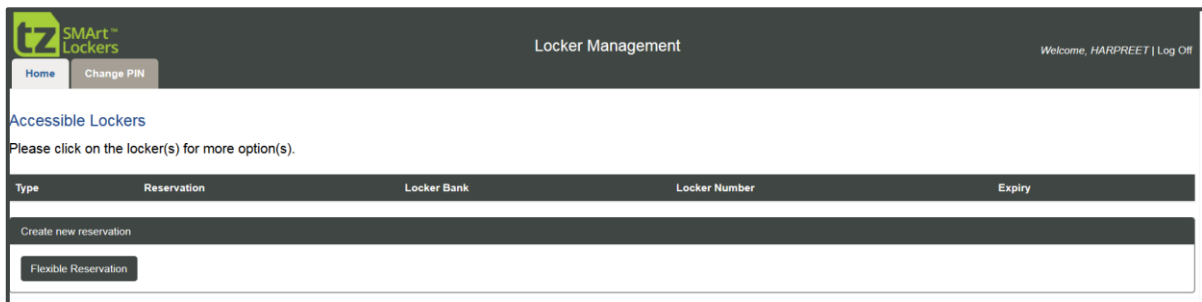 tz SMArt™ Lockers
Locker Management
Welcome, HARPREET | Log Off
Home Change PIN
Accessible Lockers
Please click on the locker(s) for more option(s).
Type Reservation Locker Bank Locker Number Expiry
Create new reservation
Flexible Reservation